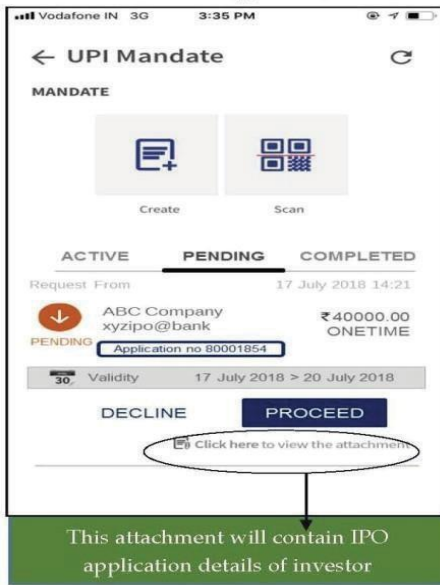 Vodafone IN 3G 3:35 PM
← UPI Mandate
MANDATE
Create Scan
ACTIVE PENDING COMPLETED
Request From 17 July 2018 14:21
ABC Company ₹40000.00
xyzipo@bank ONETIME
PENDING Application no 80001854
30 Validity 17 July 2018 > 20 July 2018
DECLINE PROCEED
Click here to view the attachment
This attachment will contain IPO
application details of investor